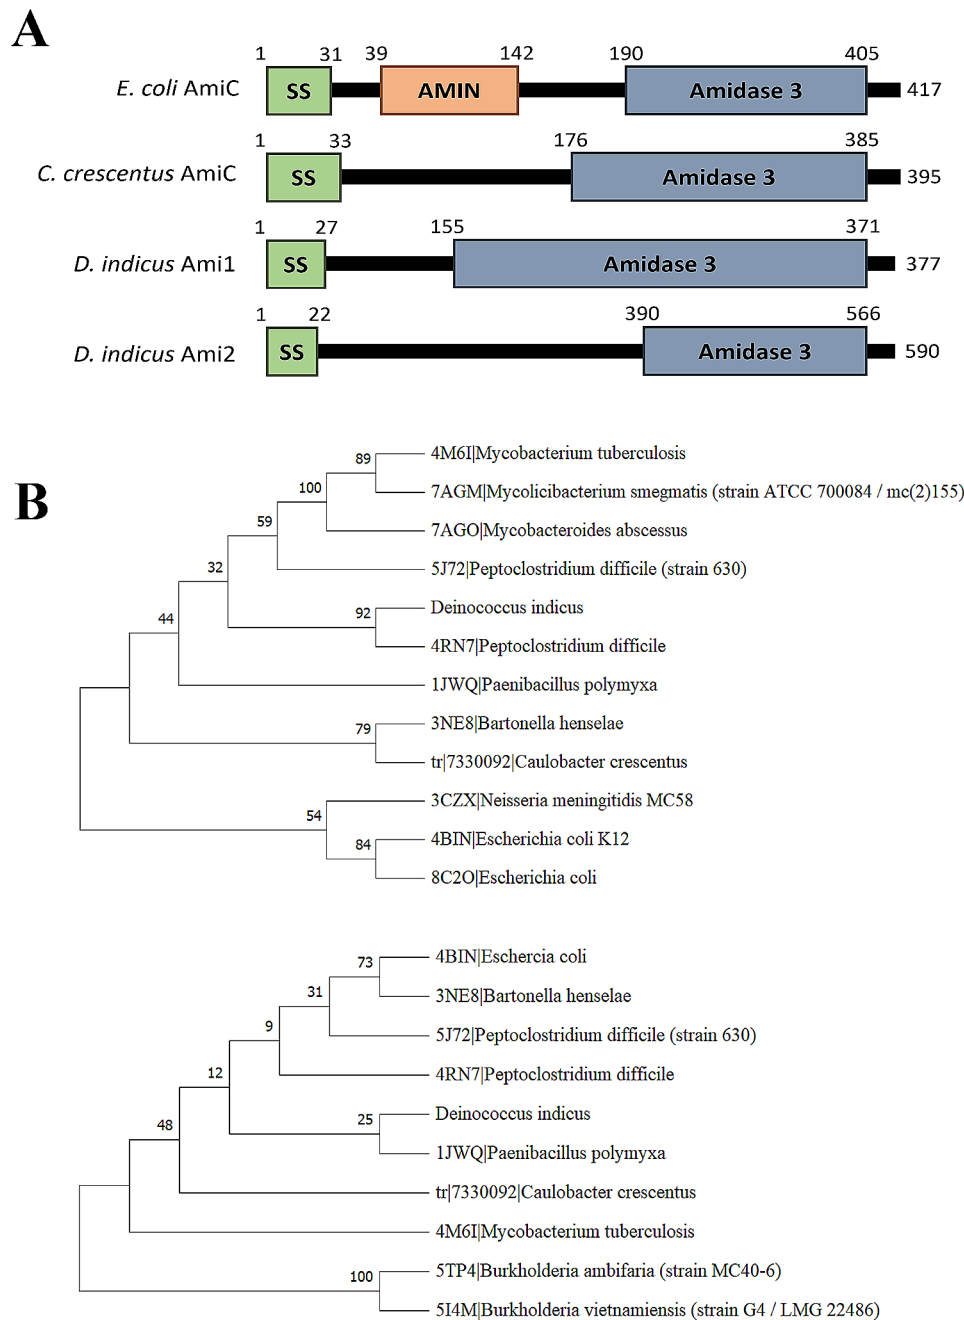 A
1 31 39 142 190 405
E. coli AmiC SS AMIN Amidase 3 417
1 33 176 385
C. crescentus AmiC SS Amidase 3 395
1 27 155 371
D. indicus Ami1 SS Amidase 3 377
1 22 390 566
D. indicus Ami2 SS Amidase 3 590
B
4M6I|Mycobacterium tuberculosis
89
7AGM|Mycolicibacterium smegmatis (strain ATCC 700084 / mc(2)155)
100
7AGO|Mycobacteroides abscessus
59
5J72|Peptoclostridium difficile (strain 630)
32
Deinococcus indicus
92
4RN7|Peptoclostridium difficile
44
1JWQ|Paenibacillus polymyxa
3NE8|Bartonella henselae
79
tr|7330092|Caulobacter crescentus
3CZX|Neisseria meningitidis MC58
54
4BIN|Escherichia coli K12
84
8C2O|Escherichia coli
4BIN|Eschercia coli
73
3NE8|Bartonella henselae
31
5J72|Peptoclostridium difficile (strain 630)
9
4RN7|Peptoclostridium difficile
12
Deinococcus indicus
25
1JWQ|Paenibacillus polymyxa
48
tr|7330092|Caulobacter crescentus
4M6I|Mycobacterium tuberculosis
5TP4|Burkholderia ambifaria (strain MC40-6)
100
5I4M|Burkholderia vietnamiensis (strain G4 / LMG 22486)